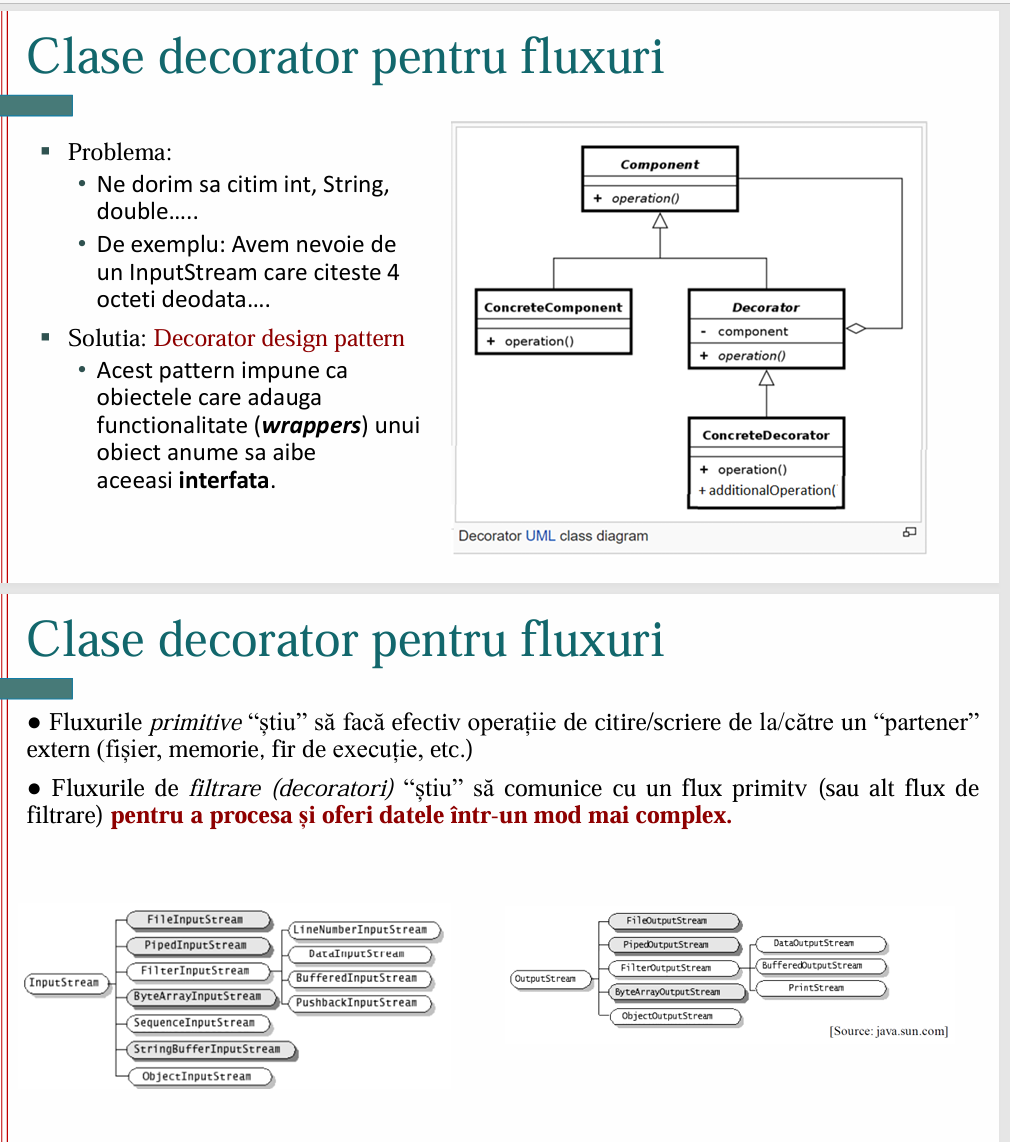 Clase decorator pentru fluxuri
▪ Problema:
• Ne dorim sa citim int, String,
double…..
• De exemplu: Avem nevoie de
un InputStream care citeste 4
octeti deodata….
▪ Solutia: Decorator design pattern
• Acest pattern impune ca
obiectele care adauga
functionalitate (wrappers) unui
obiect anume sa aibe
aceeasi interfata.
Component
+ operation()
ConcreteComponent
+ operation()
Decorator
- component
+ operation()
ConcreteDecorator
+ operation()
+ additionalOperation(
Decorator UML class diagram
Clase decorator pentru fluxuri
● Fluxurile primitive “știu” să facă efectiv operațiie de citire/scriere de la/către un “partener”
extern (fișier, memorie, fir de execuție, etc.)
● Fluxurile de filtrare (decoratori) “știu” să comunice cu un flux primitv (sau alt flux de
filtrare) pentru a procesa și oferi datele într-un mod mai complex.
InputStream
FileInputStream
PipedInputStream
FilterInputStream
ByteArrayInputStream
SequenceInputStream
StringBufferInputStream
ObjectInputStream
LineNumberInputStream
DataInputStream
BufferedInputStream
PushbackInputStream
OutputStream
FileOutputStream
PipedOutputStream
FilterOutputStream
ByteArrayOutputStream
ObjectOutputStream
DataOutputStream
BufferedOutputStream
PrintStream
[Source: java.sun.com]